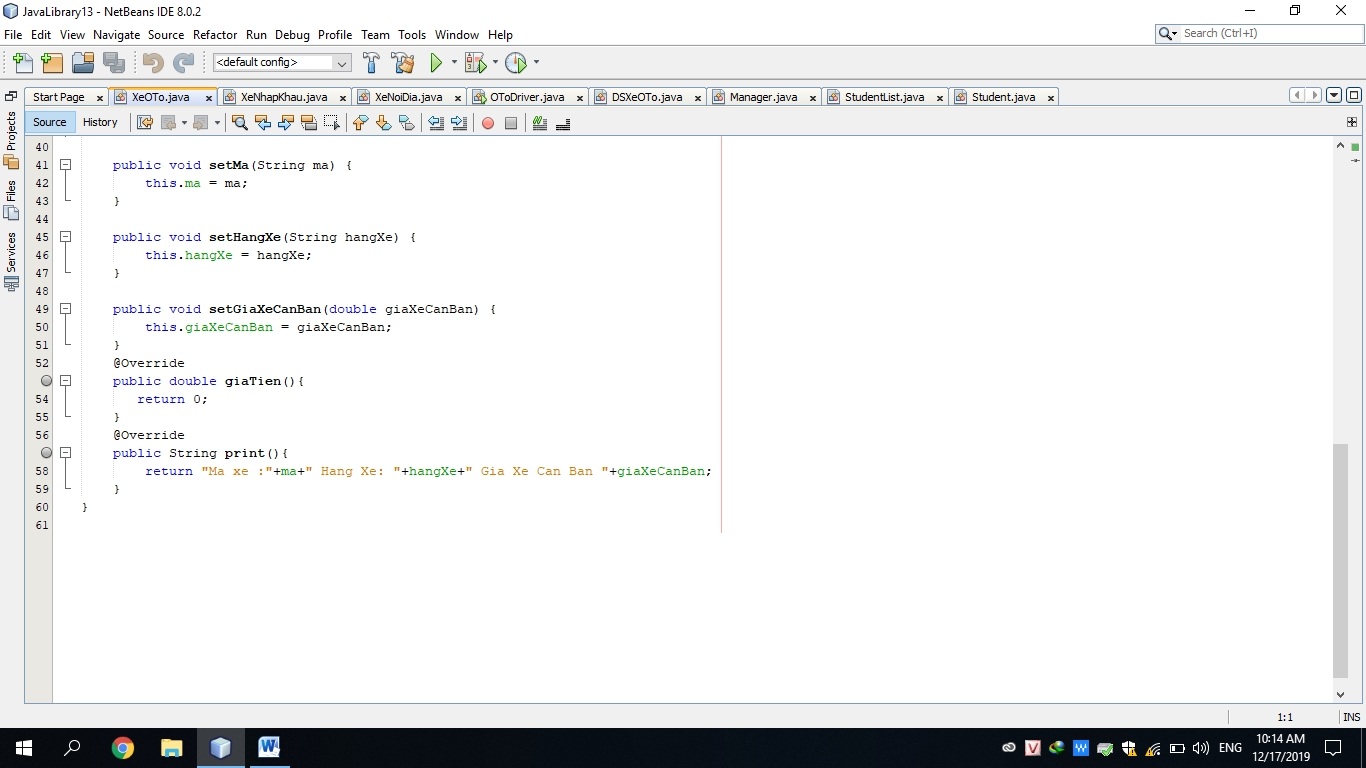 JavaLibrary13 - NetBeans IDE 8.0.2
File Edit View Navigate Source Refactor Run Debug Profile Team Tools Window Help
Search (Ctrl+I)
<default config>
Start Page XeOTo.java XeNhapKhau.java XeNoiDia.java OToDriver.java DSXeOTo.java Manager.java StudentList.java Student.java
Source History
Projects
Files
Services
40
41 public void setMa(String ma) {
42 this.ma = ma;
43 }
44
45 public void setHangXe(String hangXe) {
46 this.hangXe = hangXe;
47 }
48
49 public void setGiaXeCanBan(double giaXeCanBan) {
50 this.giaXeCanBan = giaXeCanBan;
51 }
52 @Override
public double giaTien(){
54 return 0;
55 }
56 @Override
public String print(){
58 return "Ma xe :"+ma+" Hang Xe: "+hangXe+" Gia Xe Can Ban "+giaXeCanBan;
59 }
60 }
61
1:1 INS
ENG
10:14 AM
12/17/2019